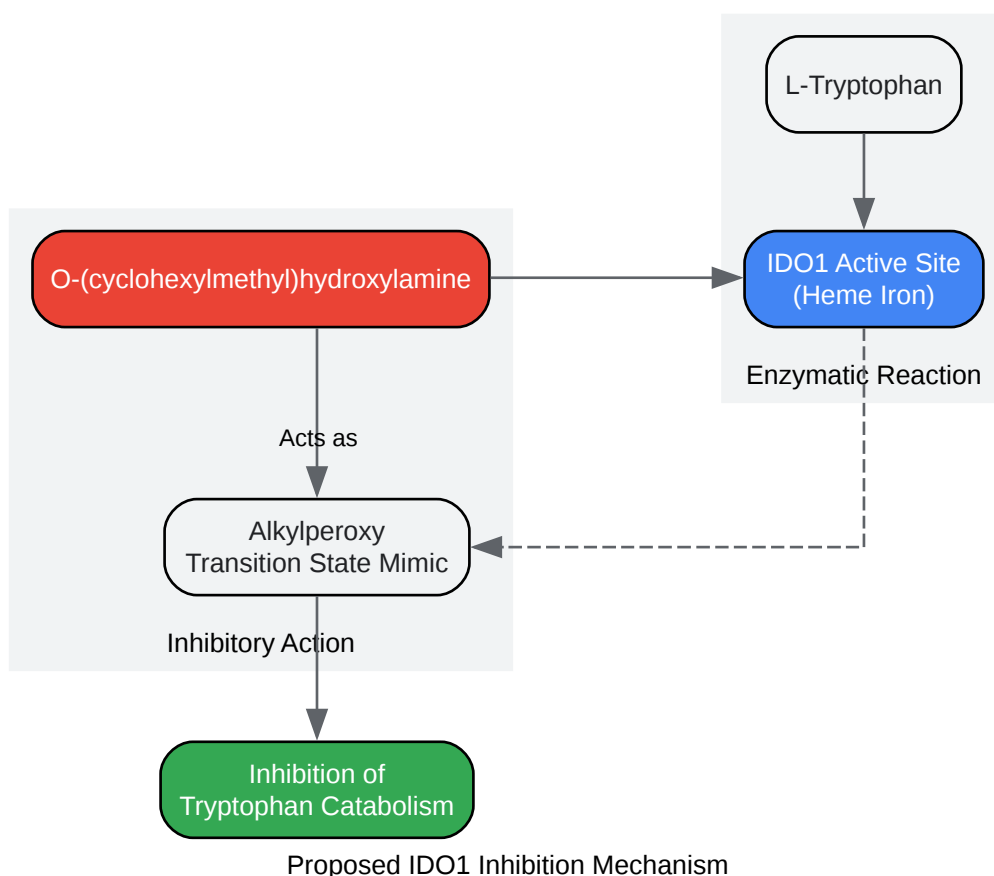 L-Tryptophan
O-(cyclohexylmethyl)hydroxylamine
IDO1 Active Site
(Heme Iron)
Enzymatic Reaction
Acts as
Alkylperoxy
Transition State Mimic
Inhibitory Action
Inhibition of
Tryptophan Catabolism
Proposed IDO1 Inhibition Mechanism